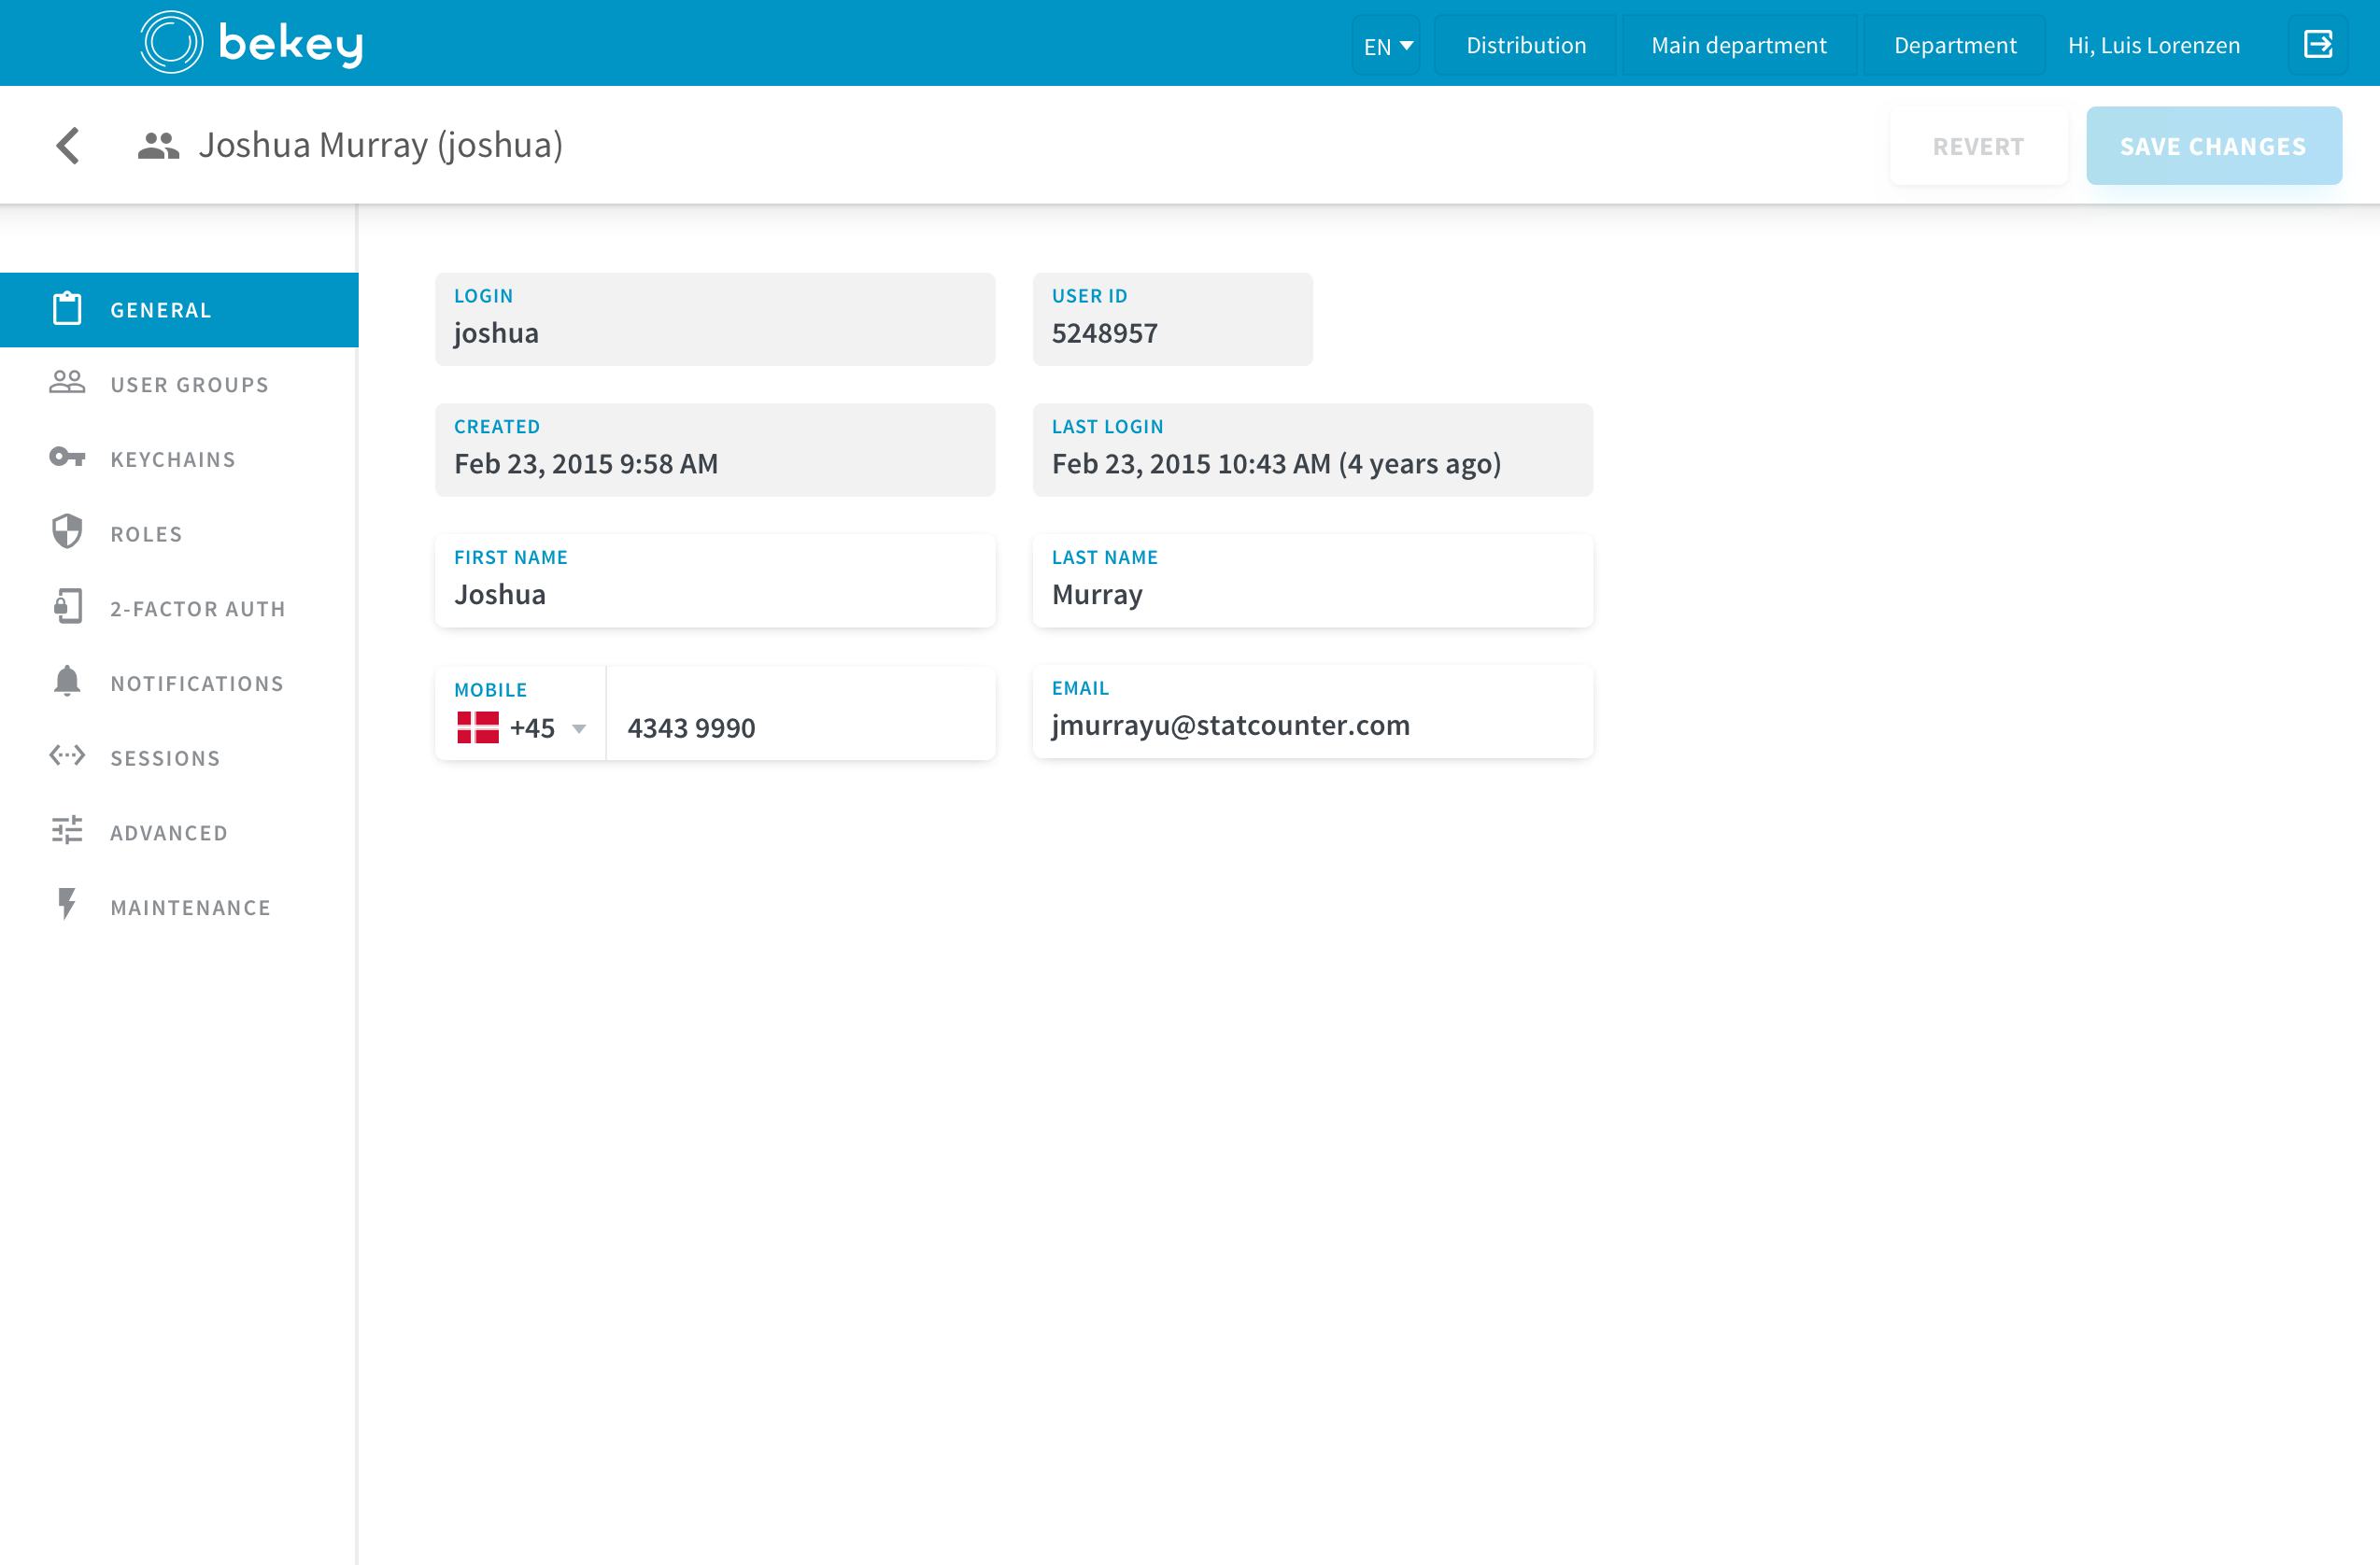 bekey
EN
Distribution
Main department
Department
Hi, Luis Lorenzen
Joshua Murray (joshua)
REVERT
SAVE CHANGES
GENERAL
USER GROUPS
KEYCHAINS
ROLES
2-FACTOR AUTH
NOTIFICATIONS
SESSIONS
ADVANCED
MAINTENANCE
LOGIN
joshua
USER ID
5248957
CREATED
Feb 23, 2015 9:58 AM
LAST LOGIN
Feb 23, 2015 10:43 AM (4 years ago)
FIRST NAME
Joshua
LAST NAME
Murray
MOBILE
+45
4343 9990
EMAIL
jmurrayu@statcounter.com